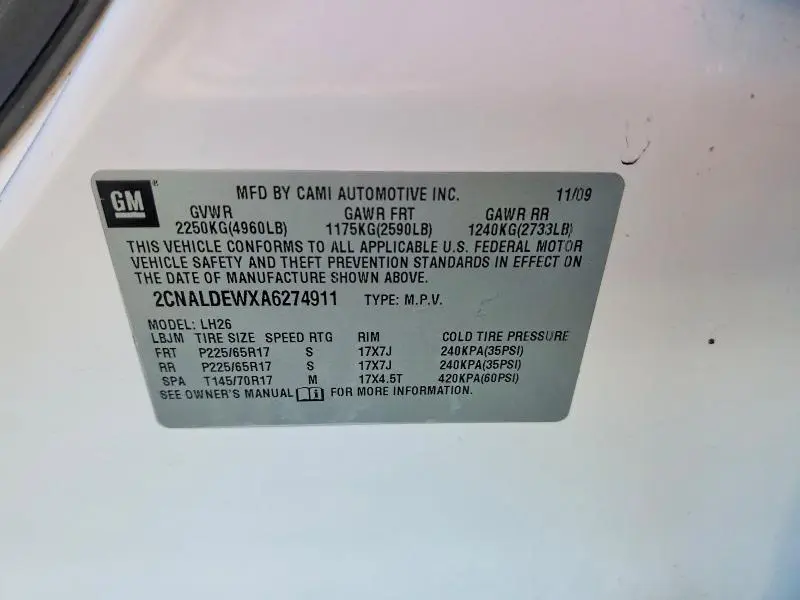 GM®
MFD BY CAMI AUTOMOTIVE INC. 11/09
GVWR GAWR FRT GAWR RR
2250KG(4960LB) 1175KG(2590LB) 1240KG(2733LB)
THIS VEHICLE CONFORMS TO ALL APPLICABLE U.S. FEDERAL MOTOR
VEHICLE SAFETY AND THEFT PREVENTION STANDARDS IN EFFECT ON
THE DATE OF MANUFACTURE SHOWN ABOVE.
2CNALDEWXA6274911 TYPE: M.P.V.
MODEL: LH26
LBJM TIRE SIZE SPEED RTG RIM COLD TIRE PRESSURE
FRT P225/65R17 S 17X7J 240KPA(35PSI)
RR P225/65R17 S 17X7J 240KPA(35PSI)
SPA T145/70R17 M 17X4.5T 420KPA(60PSI)
SEE OWNER'S MANUAL i FOR MORE INFORMATION.